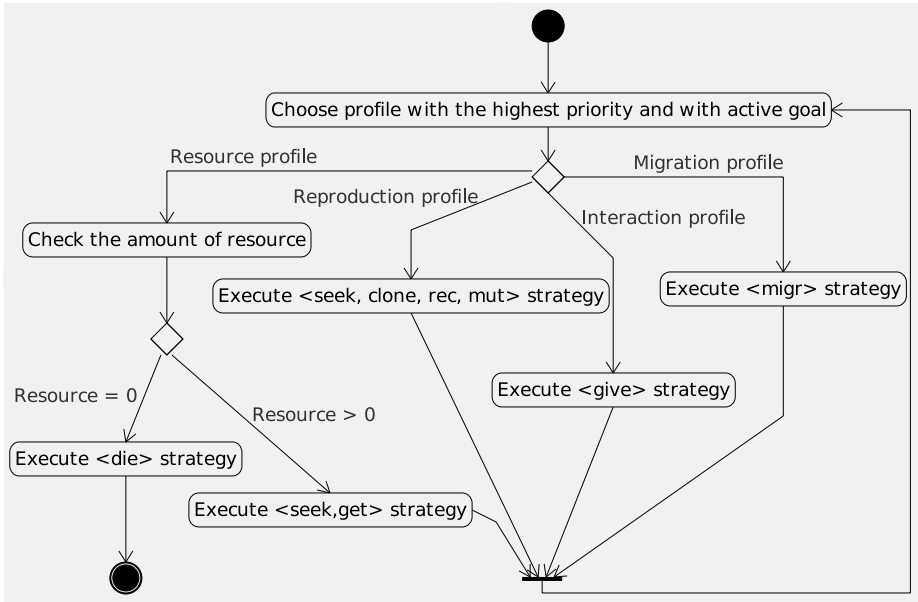 Choose profile with the highest priority and with active goal
Resource profile
Migration profile
Reproduction profile
Interaction profile
Check the amount of resource
Execute <migr> strategy
Execute <seek, clone, rec, mut> strategy
Execute <give> strategy
Resource = 0
Resource > 0
Execute <die> strategy
Execute <seek,get> strategy